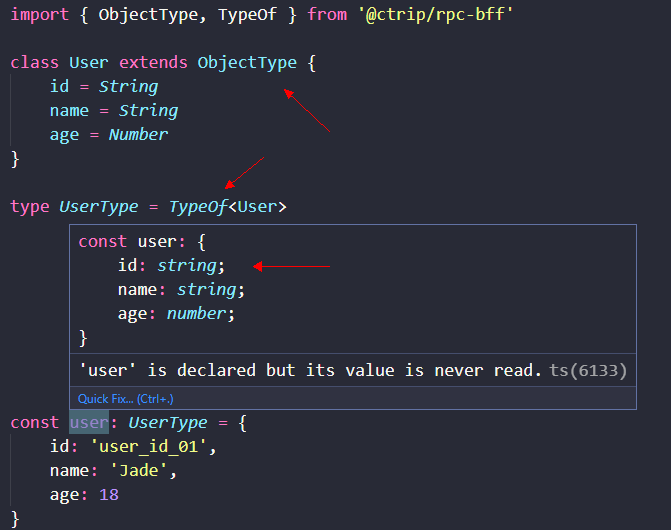 import { ObjectType, TypeOf } from '@ctrip/rpc-bff'
class User extends ObjectType {
    id = String
    name = String
    age = Number
}
type UserType = TypeOf<User>
const user: {
    id: string;
    name: string;
    age: number;
}
'user' is declared but its value is never read. ts(6133)
Quick Fix... (Ctrl+.)
const user: UserType = {
    id: 'user_id_01',
    name: 'Jade',
    age: 18
}